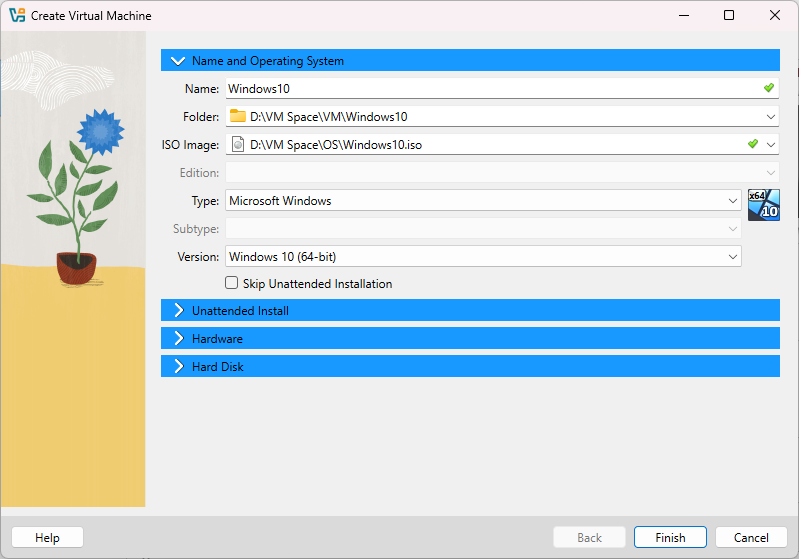 Create Virtual Machine
Name and Operating System
Name: Windows10
Folder: D:\VM Space\VM\Windows10
ISO Image: D:\VM Space\OS\Windows10.iso
Edition:
Type: Microsoft Windows
x64
10
Subtype:
Version: Windows 10 (64-bit)
Skip Unattended Installation
Unattended Install
Hardware
Hard Disk
Help Back Finish Cancel